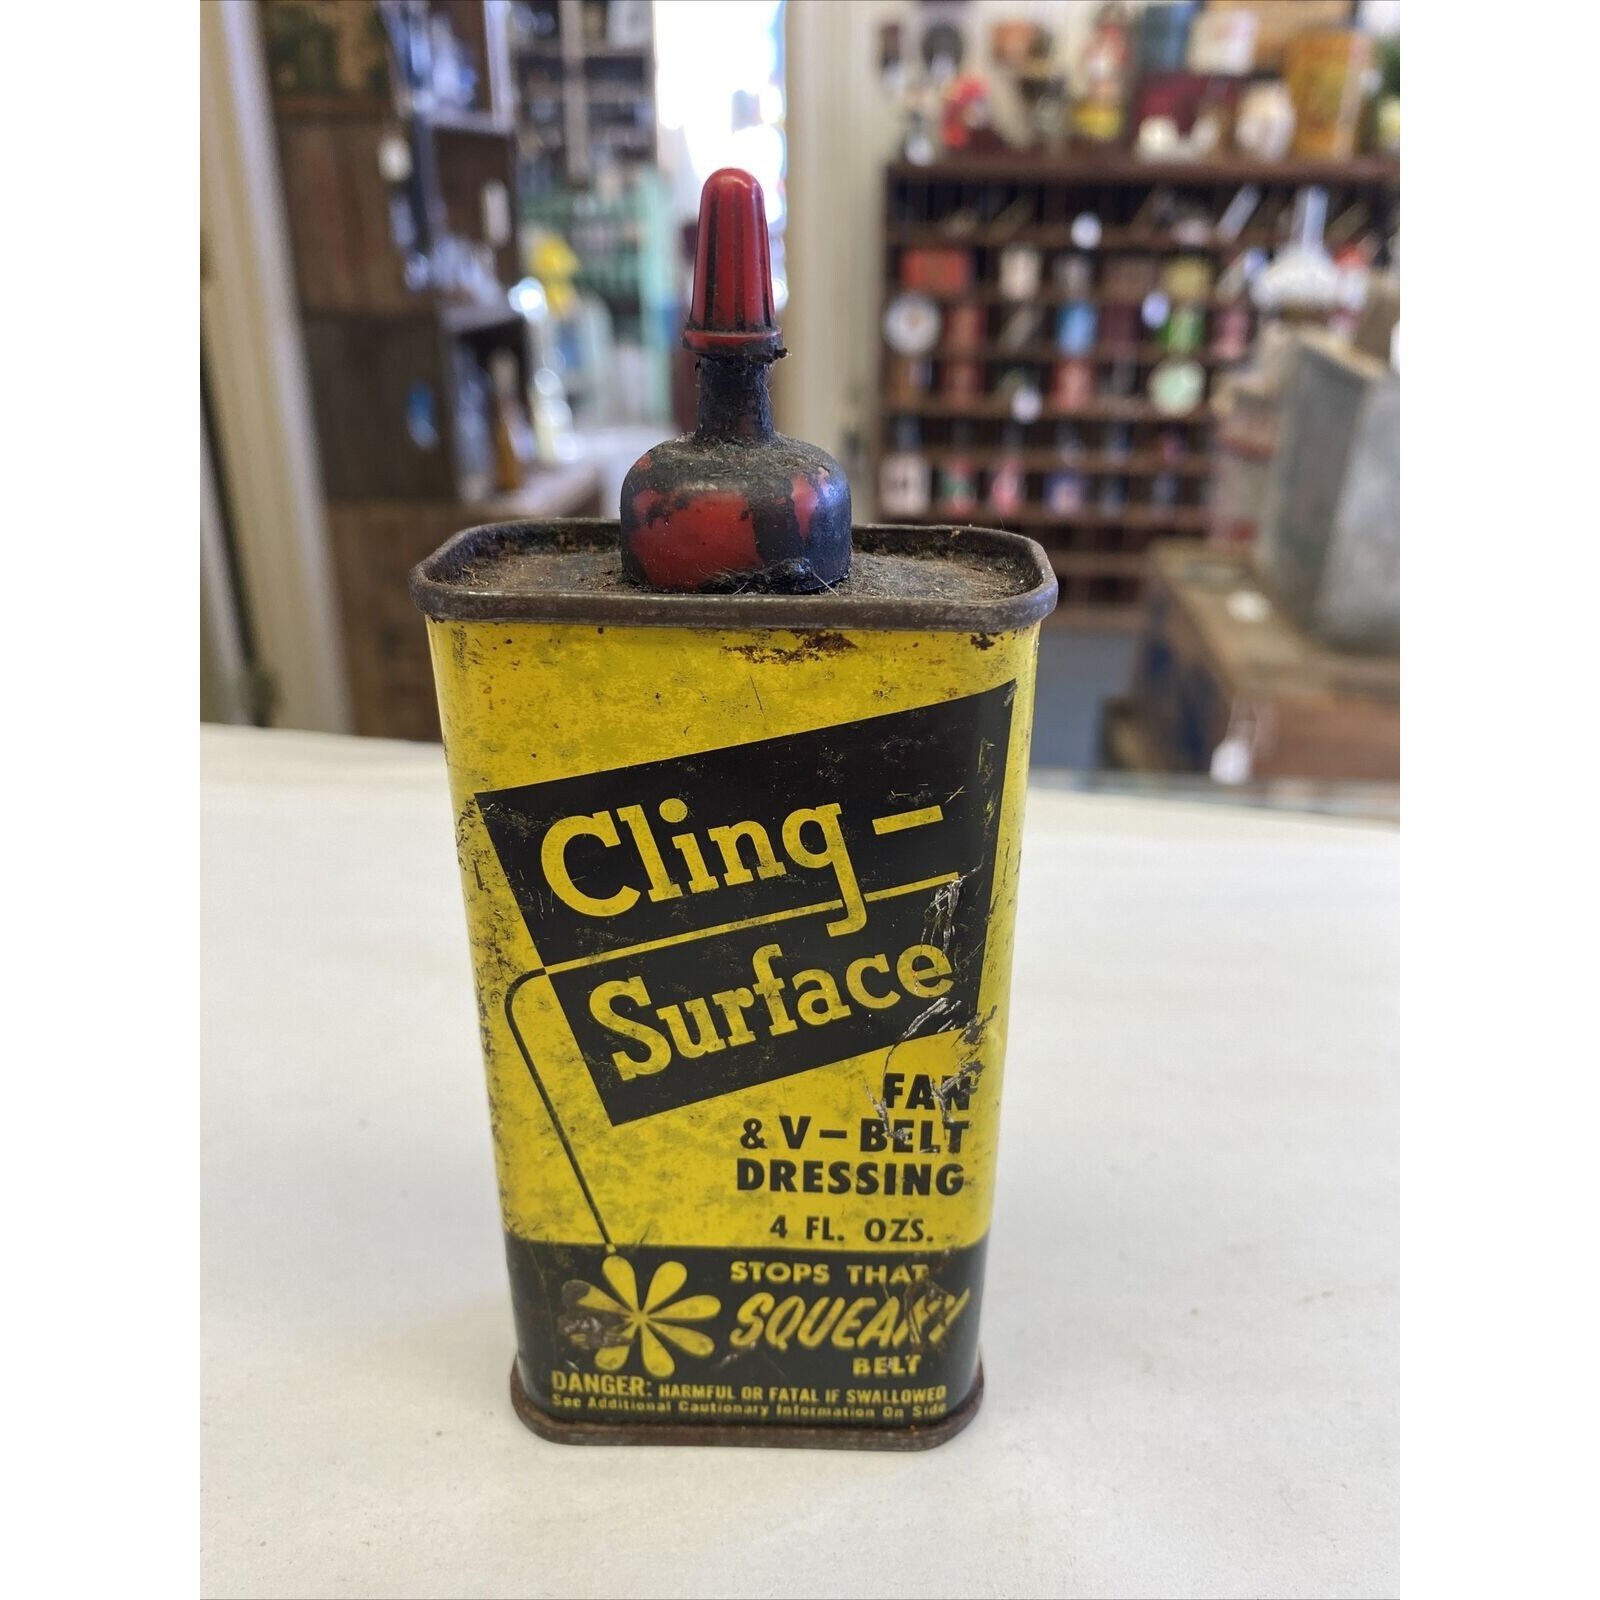 Cling-
Surface
FAN
& V-BELT
DRESSING
4 FL. OZS.
STOPS THAT
SQUEAKY
BELT
DANGER: HARMFUL OR FATAL IF SWALLOWED
See Additional Cautionary Information On Side